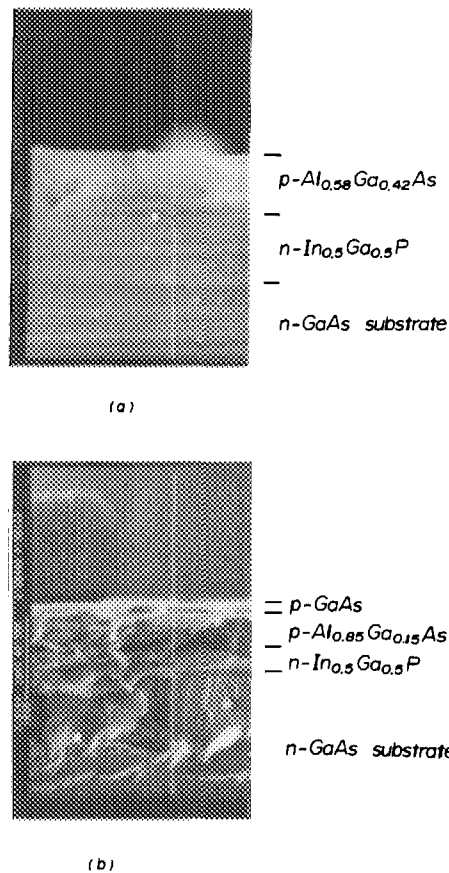 p-Al0.58Ga0.42As
n-In0.5Ga0.5P
n-GaAs substrate
(a)
p-GaAs
p-Al0.85Ga0.15As
n-In0.5Ga0.5P
n-GaAs substrate
(b)